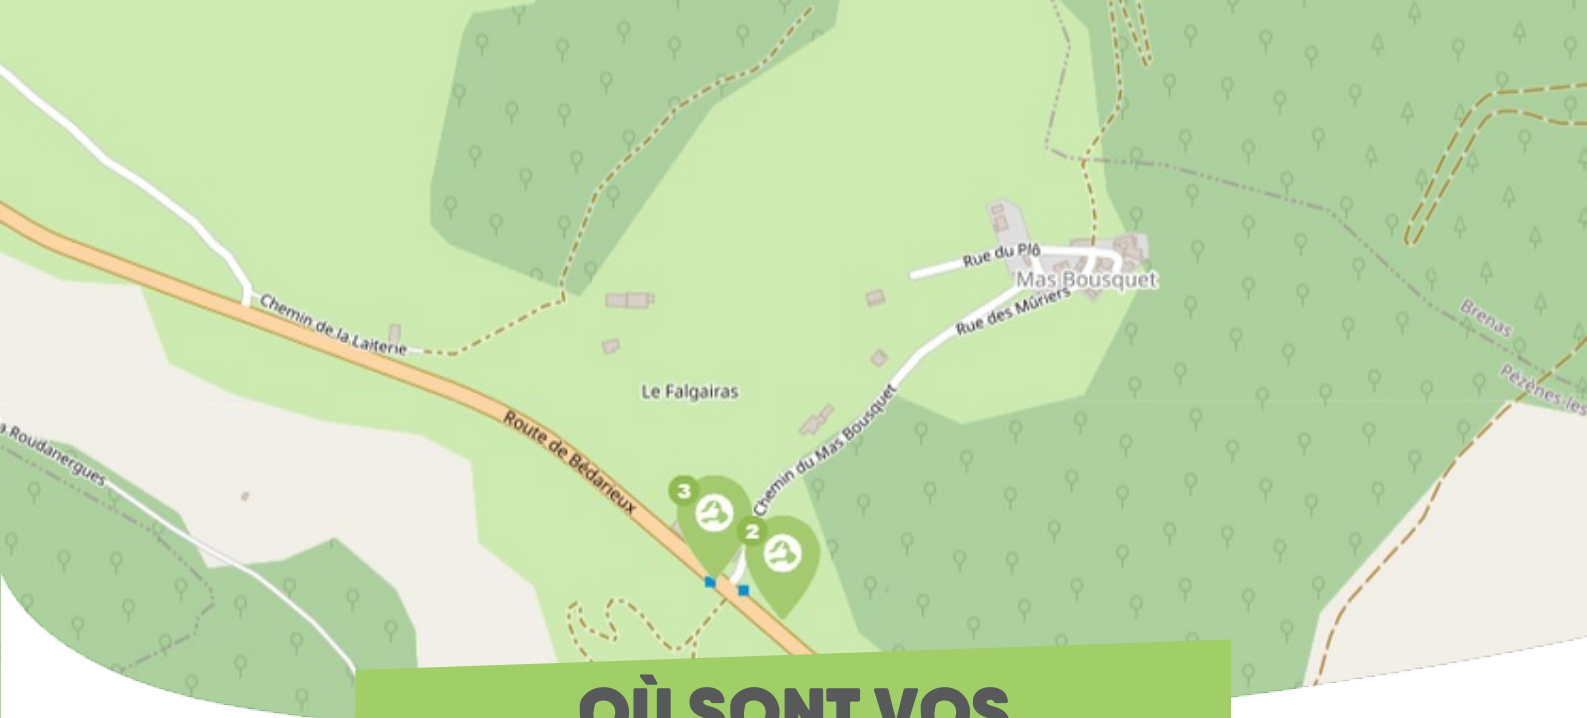 Rue du Plô
Mas Bousquet
Rue des Mûriers
Chemin de la Laiterie
Brenas
Pézènes-les
Le Falgairas
Chemin du Mas Bousquet
Route de Bédarieux
a Roudanergues
3
2
OÙ SONT VOS